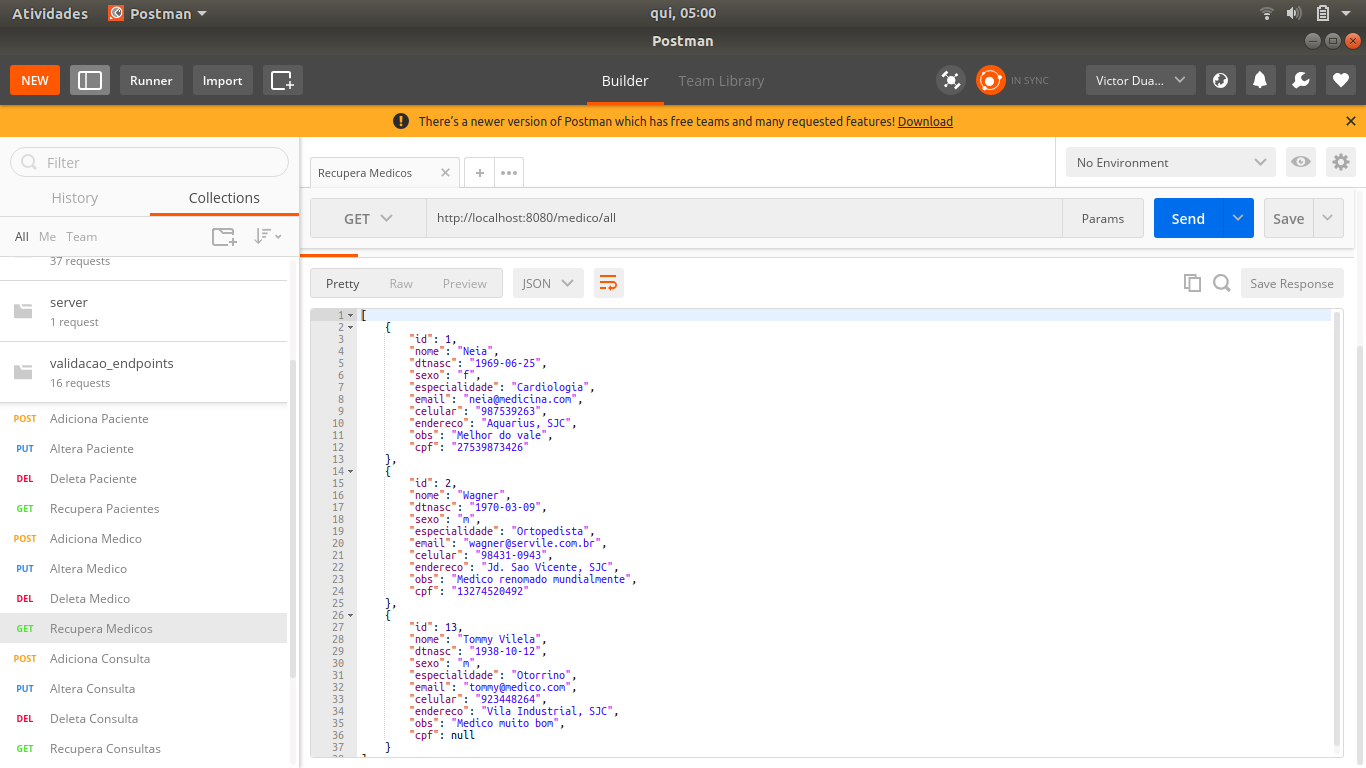 Atividades Postman qui, 05:00
Postman
NEW Runner Import Builder Team Library IN SYNC Victor Dua...
There's a newer version of Postman which has free teams and many requested features! Download
Filter
History Collections
All Me Team
37 requests
server
1 request
validacao_endpoints
16 requests
POST Adiciona Paciente
PUT Altera Paciente
DEL Deleta Paciente
GET Recupera Pacientes
POST Adiciona Medico
PUT Altera Medico
DEL Deleta Medico
GET Recupera Medicos
POST Adiciona Consulta
PUT Altera Consulta
DEL Deleta Consulta
GET Recupera Consultas
Recupera Medicos
No Environment
GET http://localhost:8080/medico/all Params Send Save
Pretty Raw Preview JSON Save Response
1 [
2 {
3 "id": 1,
4 "nome": "Neia",
5 "dtnasc": "1969-06-25",
6 "sexo": "f",
7 "especialidade": "Cardiologia",
8 "email": "neia@medicina.com",
9 "celular": "987539263",
10 "endereco": "Aquarius, SJC",
11 "obs": "Melhor do vale",
12 "cpf": "27539873426"
13 },
14 {
15 "id": 2,
16 "nome": "Wagner",
17 "dtnasc": "1970-03-09",
18 "sexo": "m",
19 "especialidade": "Ortopedista",
20 "email": "wagner@servile.com.br",
21 "celular": "98431-0943",
22 "endereco": "Jd. Sao Vicente, SJC",
23 "obs": "Medico renomado mundialmente",
24 "cpf": "13274520492"
25 },
26 {
27 "id": 13,
28 "nome": "Tommy Vilela",
29 "dtnasc": "1938-10-12",
30 "sexo": "m",
31 "especialidade": "Otorrino",
32 "email": "tommy@medico.com",
33 "celular": "923448264",
34 "endereco": "Vila Industrial, SJC",
35 "obs": "Medico muito bom",
36 "cpf": null
37 }